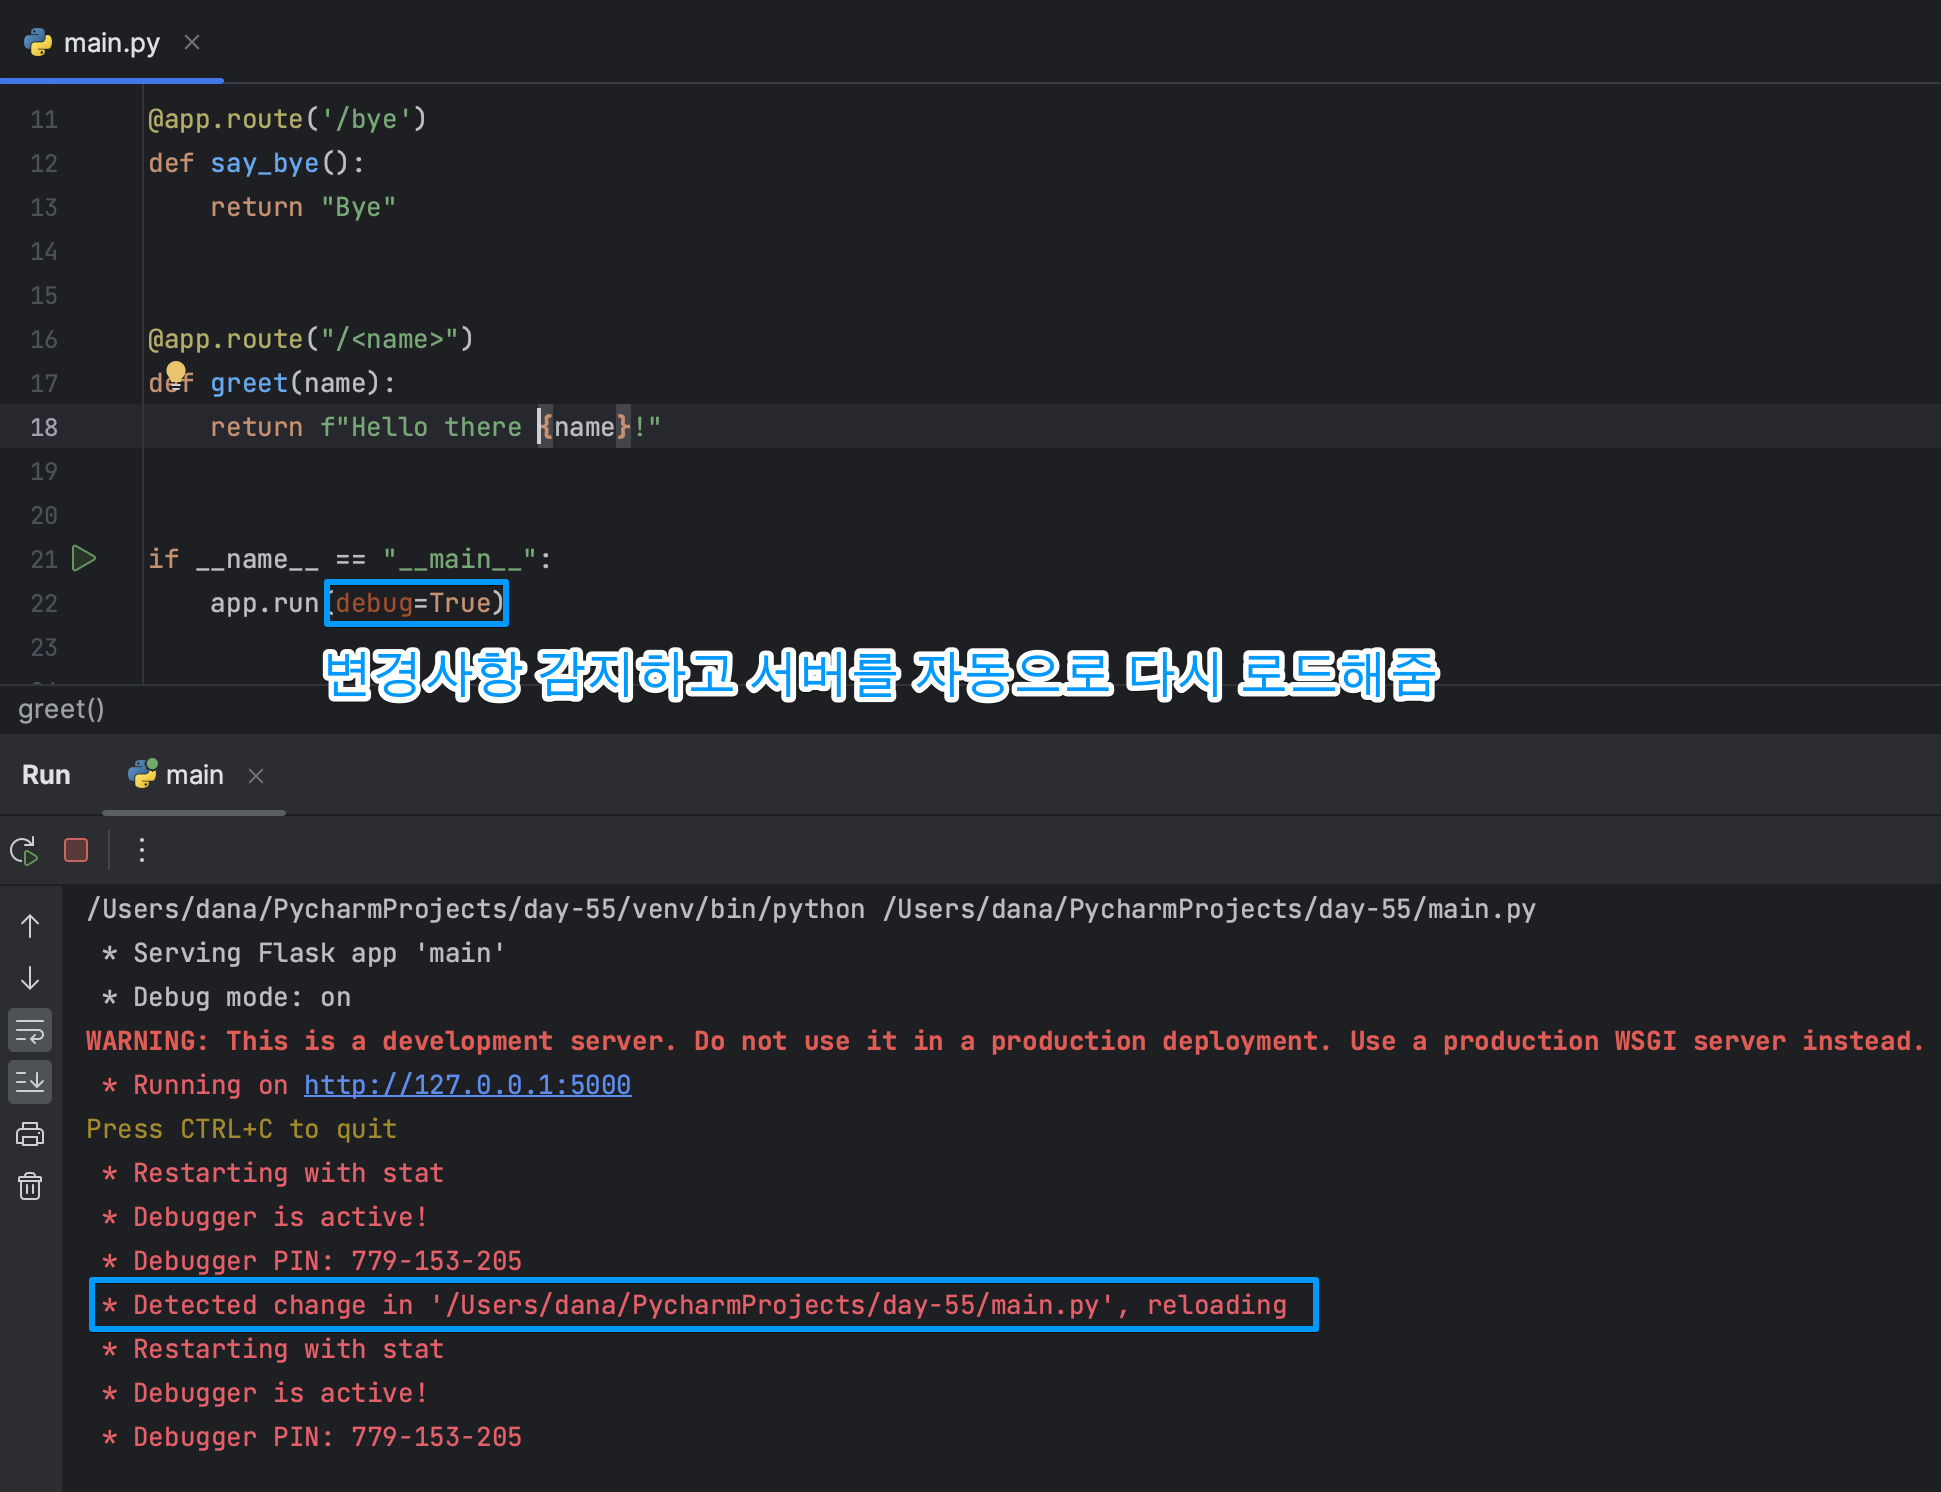 main.py
11 @app.route('/bye')
12 def say_bye():
13 return "Bye"
14
15
16 @app.route("/<name>")
17 def greet(name):
18 return f"Hello there {name}!"
19
20
21 if __name__ == "__main__":
22 app.run(debug=True)
23
변경사항 감지하고 서버를 자동으로 다시 로드해줌
greet()
Run main
/Users/dana/PycharmProjects/day-55/venv/bin/python /Users/dana/PycharmProjects/day-55/main.py
* Serving Flask app 'main'
* Debug mode: on
WARNING: This is a development server. Do not use it in a production deployment. Use a production WSGI server instead.
* Running on http://127.0.0.1:5000
Press CTRL+C to quit
* Restarting with stat
* Debugger is active!
* Debugger PIN: 779-153-205
* Detected change in '/Users/dana/PycharmProjects/day-55/main.py', reloading
* Restarting with stat
* Debugger is active!
* Debugger PIN: 779-153-205